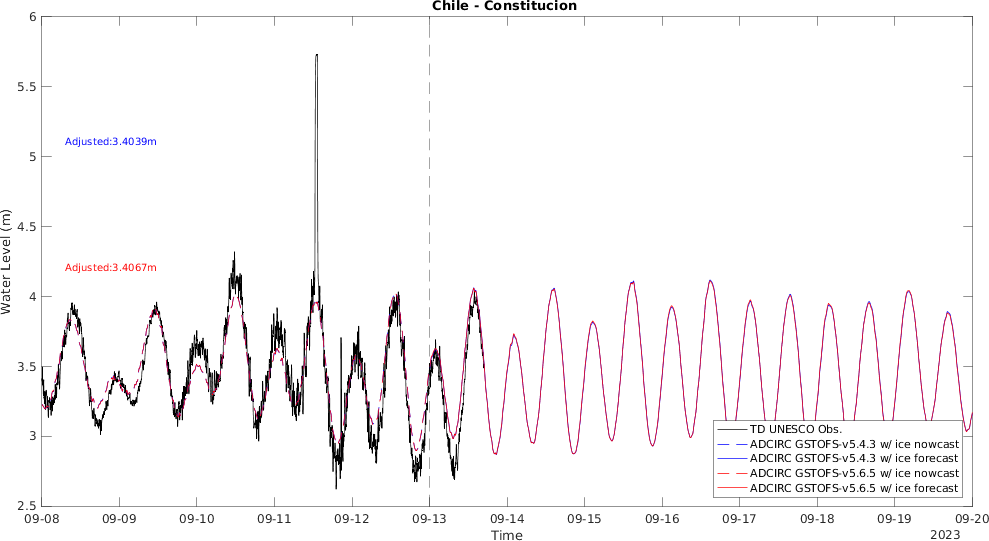 Chile - Constitucion
6
5.5
5
4.5
4
3.5
3
2.5
Water Level (m)
Adjusted:3.4039m
Adjusted:3.4067m
TD UNESCO Obs.
ADCIRC GSTOFS-v5.4.3 w/ ice nowcast
ADCIRC GSTOFS-v5.4.3 w/ ice forecast
ADCIRC GSTOFS-v5.6.5 w/ ice nowcast
ADCIRC GSTOFS-v5.6.5 w/ ice forecast
09-08 09-09 09-10 09-11 09-12 09-13 09-14 09-15 09-16 09-17 09-18 09-19 09-20
Time
2023